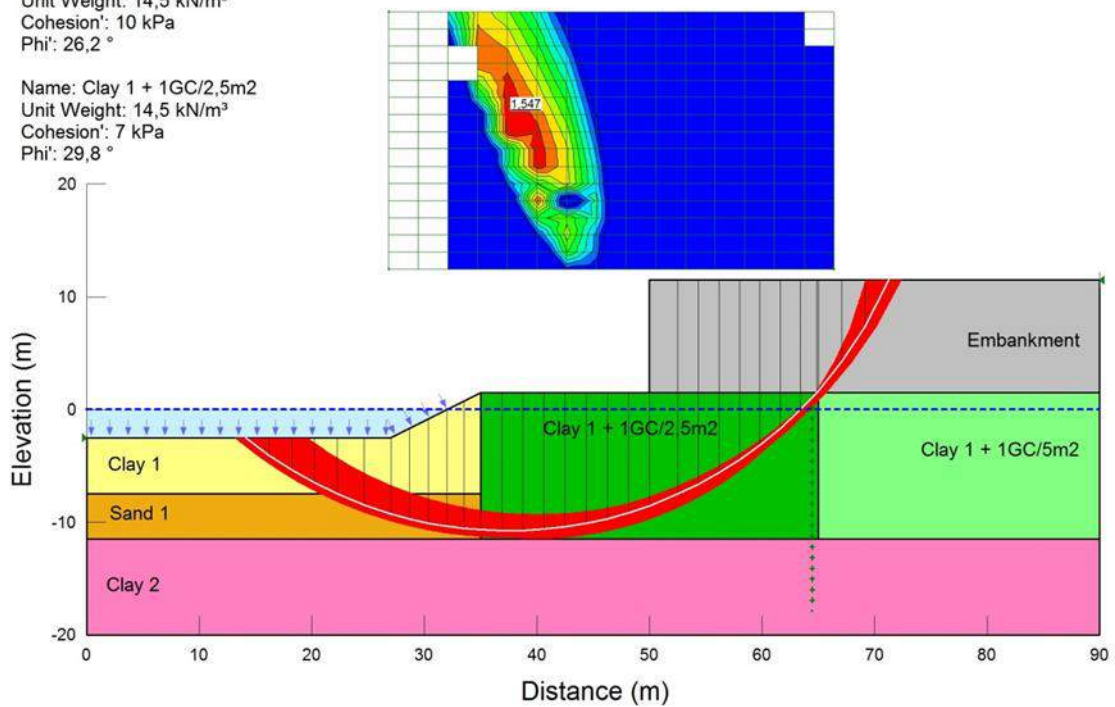 Unit Weight: 14,5 kN/m³
Cohesion': 10 kPa
Phi': 26,2 °
Name: Clay 1 + 1GC/2,5m2
Unit Weight: 14,5 kN/m³
Cohesion': 7 kPa
Phi': 29,8 °
1,547
20
10
0
-10
-20
Elevation (m)
Embankment
Clay 1 + 1GC/2,5m2
Clay 1 + 1GC/5m2
Clay 1
Sand 1
Clay 2
0 10 20 30 40 50 60 70 80 90
Distance (m)